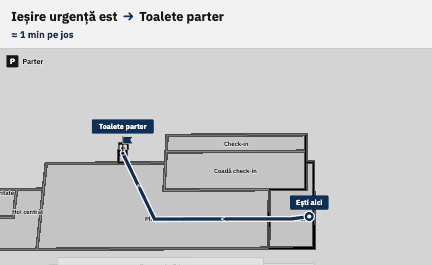 Ieșire urgență est → Toalete parter
≈ 1 min pe jos
P Parter
Toalete parter
Check-in
Coadă check-in
Ești aici
Hol central